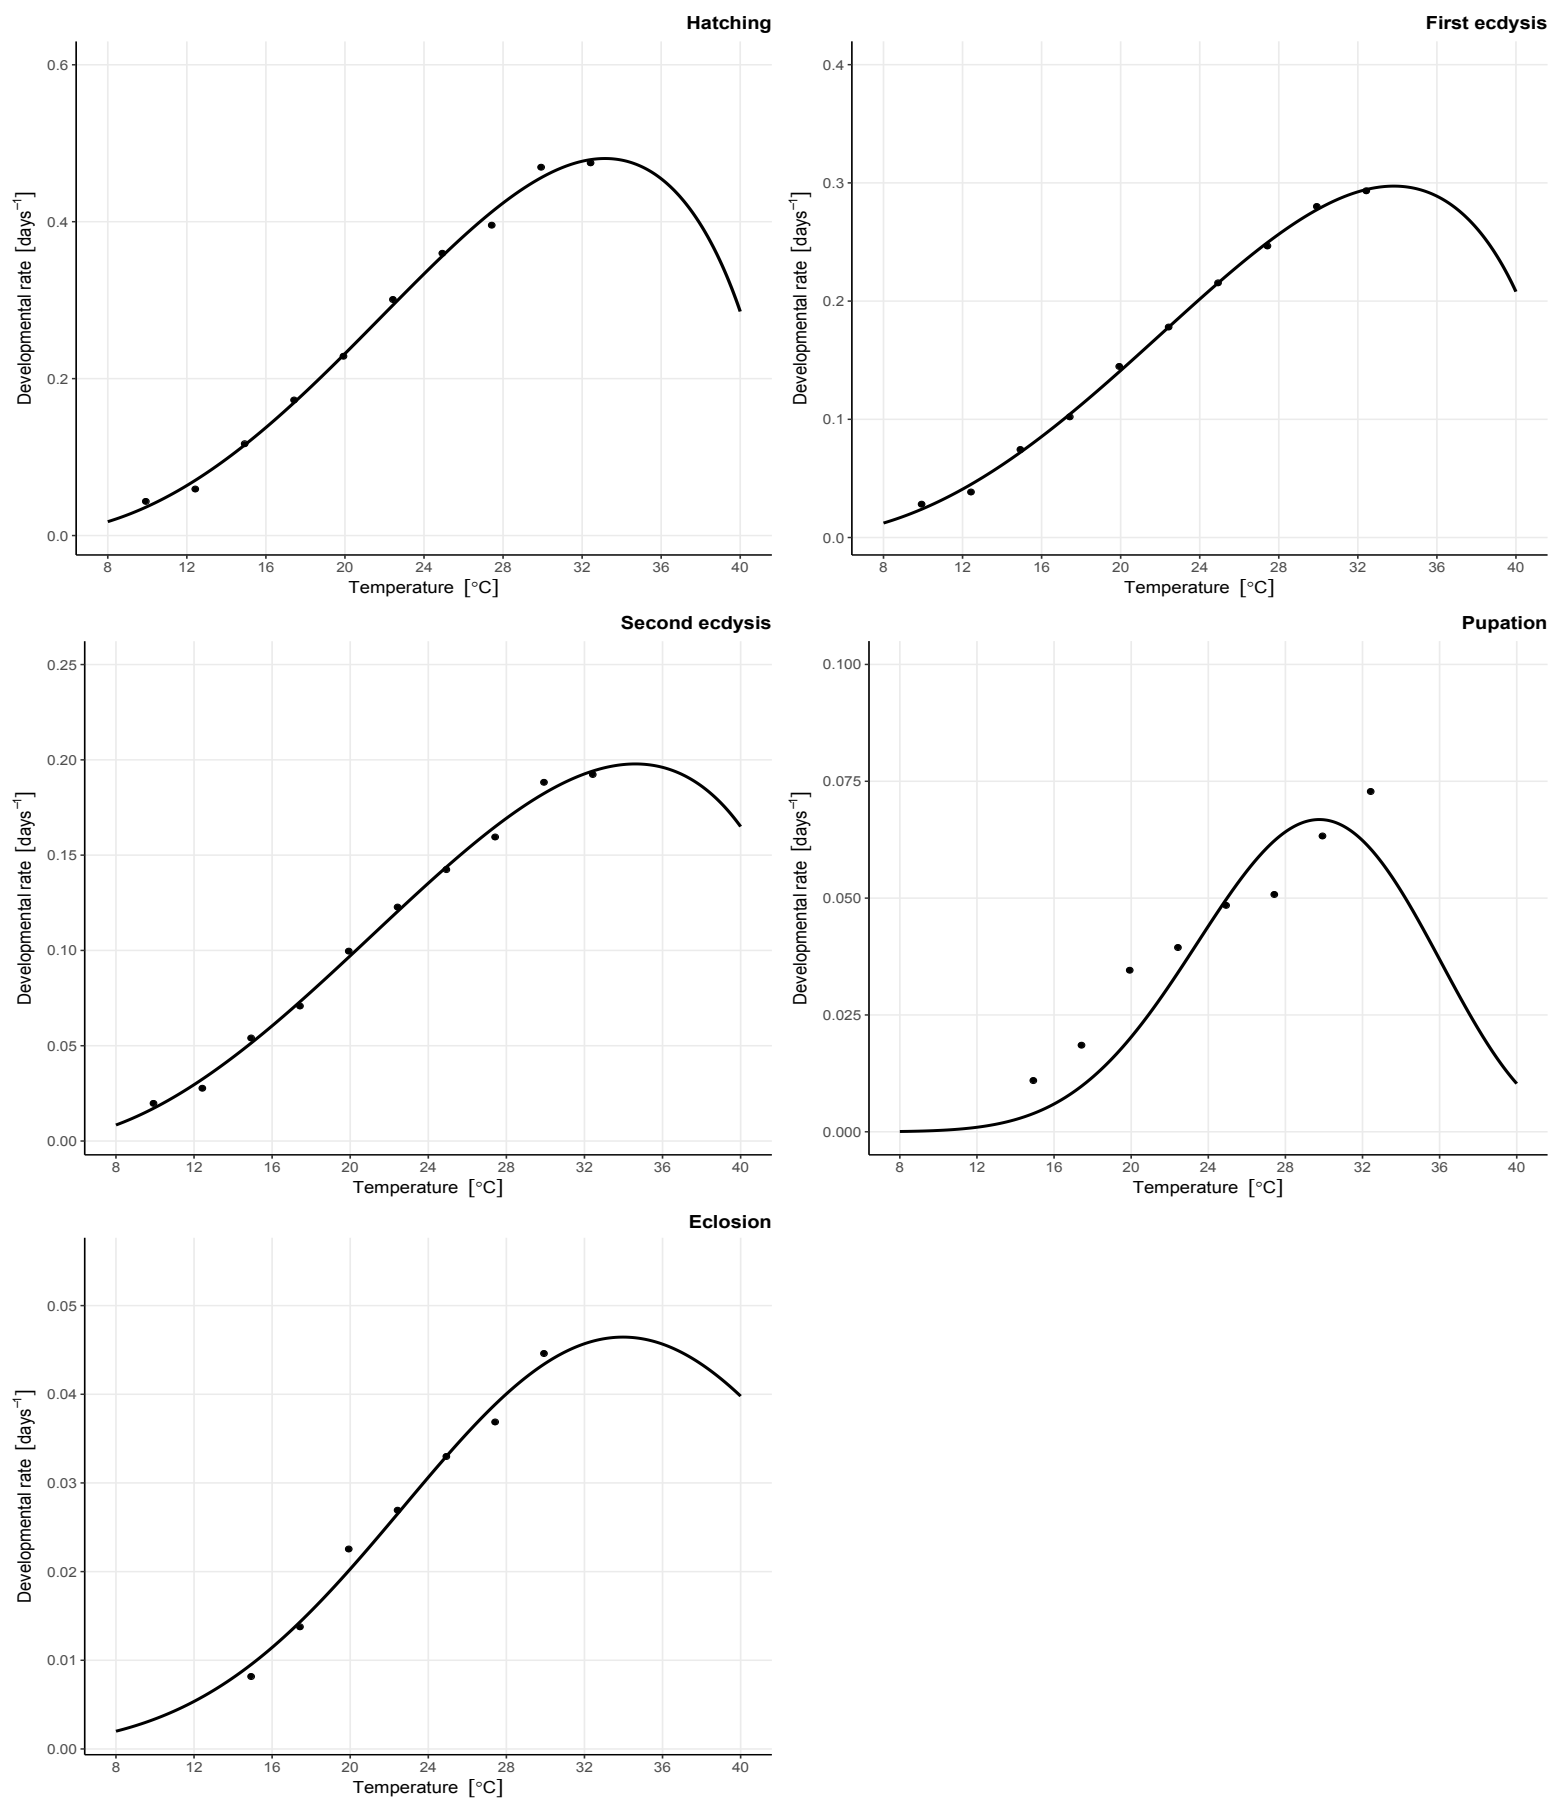 Hatching
0.6
0.4
0.2
0.0
Developmental rate [days⁻¹]
8 12 16 20 24 28 32 36 40
Temperature [°C]
First ecdysis
0.4
0.3
0.2
0.1
0.0
Developmental rate [days⁻¹]
8 12 16 20 24 28 32 36 40
Temperature [°C]
Second ecdysis
0.25
0.20
0.15
0.10
0.05
0.00
Developmental rate [days⁻¹]
8 12 16 20 24 28 32 36 40
Temperature [°C]
Pupation
0.100
0.075
0.050
0.025
0.000
Developmental rate [days⁻¹]
8 12 16 20 24 28 32 36 40
Temperature [°C]
Eclosion
0.05
0.04
0.03
0.02
0.01
0.00
Developmental rate [days⁻¹]
8 12 16 20 24 28 32 36 40
Temperature [°C]